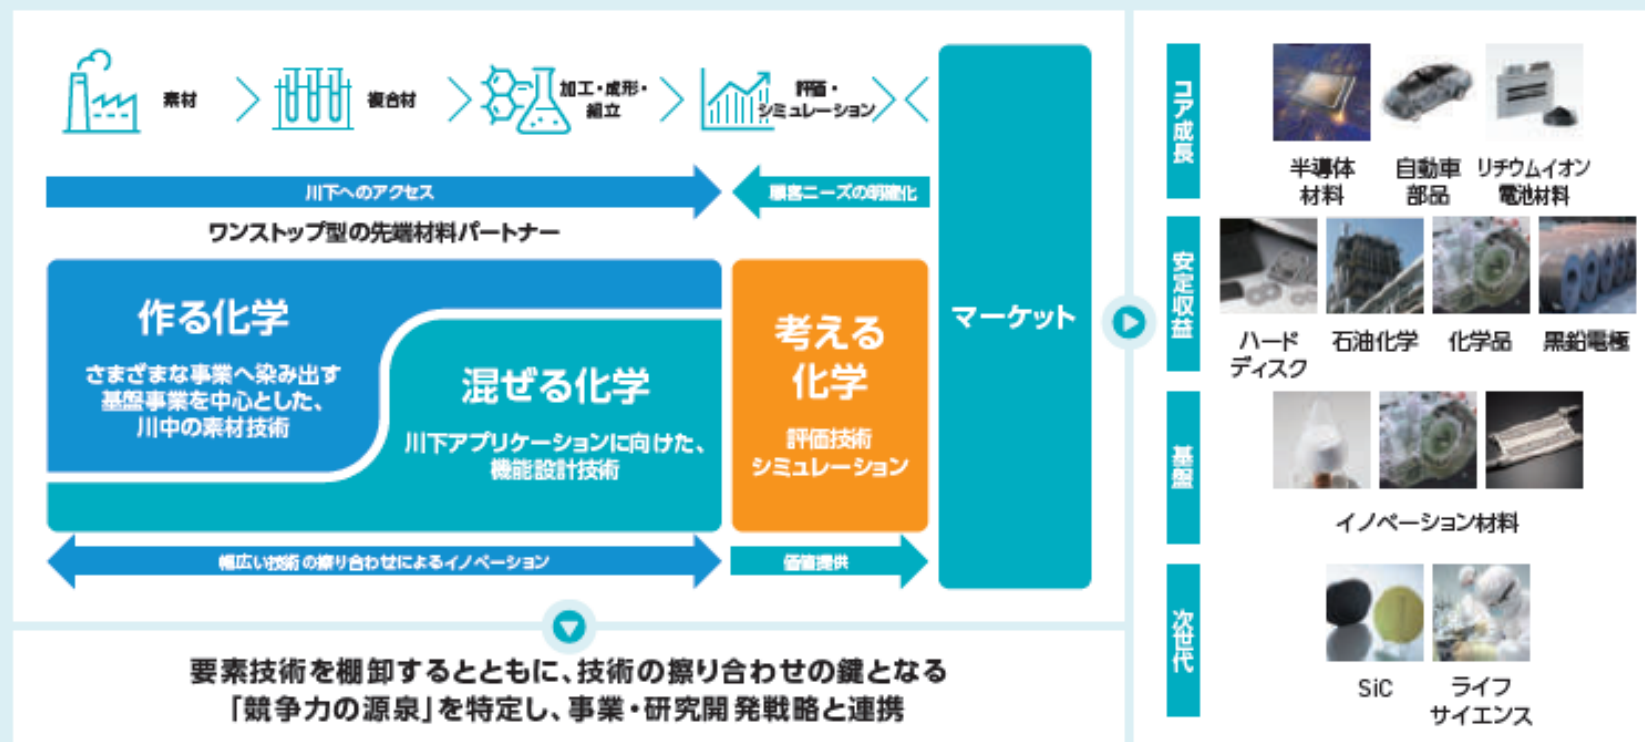 素材
複合材
加工・成形・
組立
評価・
シミュレーション
川下へのアクセス
顧客ニーズの明確化
ワンストップ型の先端材料パートナー
作る化学
さまざまな事業へ染み出す
基盤事業を中心とした、
川中の素材技術
混ぜる化学
川下アプリケーションに向けた、
機能設計技術
考える
化学
評価技術
シミュレーション
マーケット
幅広い技術の擦り合わせによるイノベーション
価値提供
要素技術を棚卸するとともに、技術の擦り合わせの鍵となる
「競争力の源泉」を特定し、事業・研究開発戦略と連携
コア成長
半導体
材料
自動車
部品
リチウムイオン
電池材料
安定収益
ハード
ディスク
石油化学
化学品
黒鉛電極
基盤
イノベーション材料
次世代
SiC
ライフ
サイエンス